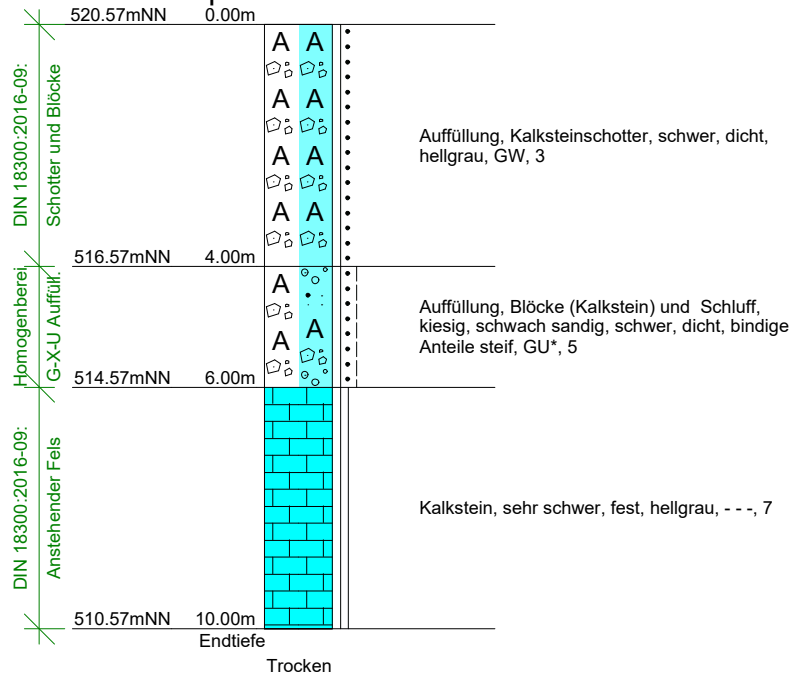 520.57mNN 0.00m
A A
A A
A A
A A
DIN 18300:2016-09:
Schotter und Blöcke
Auffüllung, Kalksteinschotter, schwer, dicht,
hellgrau, GW, 3
516.57mNN 4.00m
A
A
A
Homogenberei
G-X-U Auffüll.
Auffüllung, Blöcke (Kalkstein) und Schluff,
kiesig, schwach sandig, schwer, dicht, bindige
Anteile steif, GU*, 5
514.57mNN 6.00m
DIN 18300:2016-09:
Anstehender Fels
Kalkstein, sehr schwer, fest, hellgrau, - - -, 7
510.57mNN 10.00m
Endtiefe
Trocken